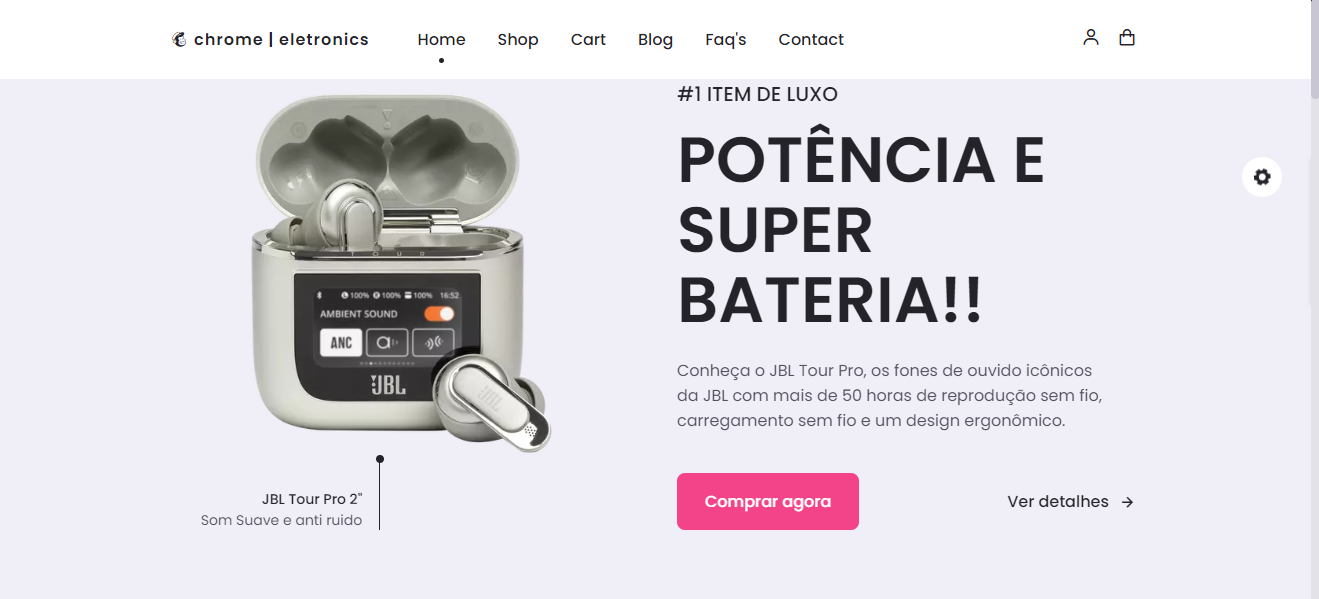 chrome | eletronics
Home
Shop
Cart
Blog
Faq's
Contact
#1 ITEM DE LUXO
POTÊNCIA E
SUPER
BATERIA!!
Conheça o JBL Tour Pro, os fones de ouvido icônicos
da JBL com mais de 50 horas de reprodução sem fio,
carregamento sem fio e um design ergonômico.
Comprar agora
Ver detalhes →
TOUR
100% 100% 100% 16:52
AMBIENT SOUND
ANC
JBL
JBL
JBL Tour Pro 2"
Som Suave e anti ruido